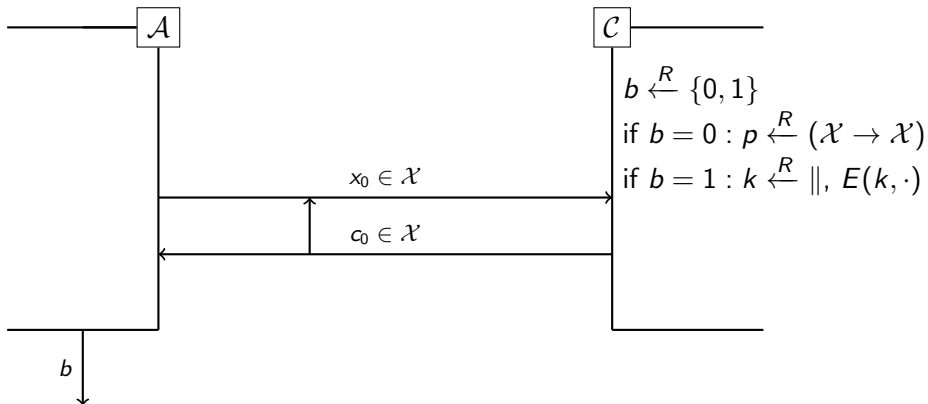 𝒜
𝒞
b ←ᴿ {0, 1}
if b = 0 : p ←ᴿ (𝒳 → 𝒳)
if b = 1 : k ←ᴿ ∥, E(k, ·)
x₀ ∈ 𝒳
c₀ ∈ 𝒳
b